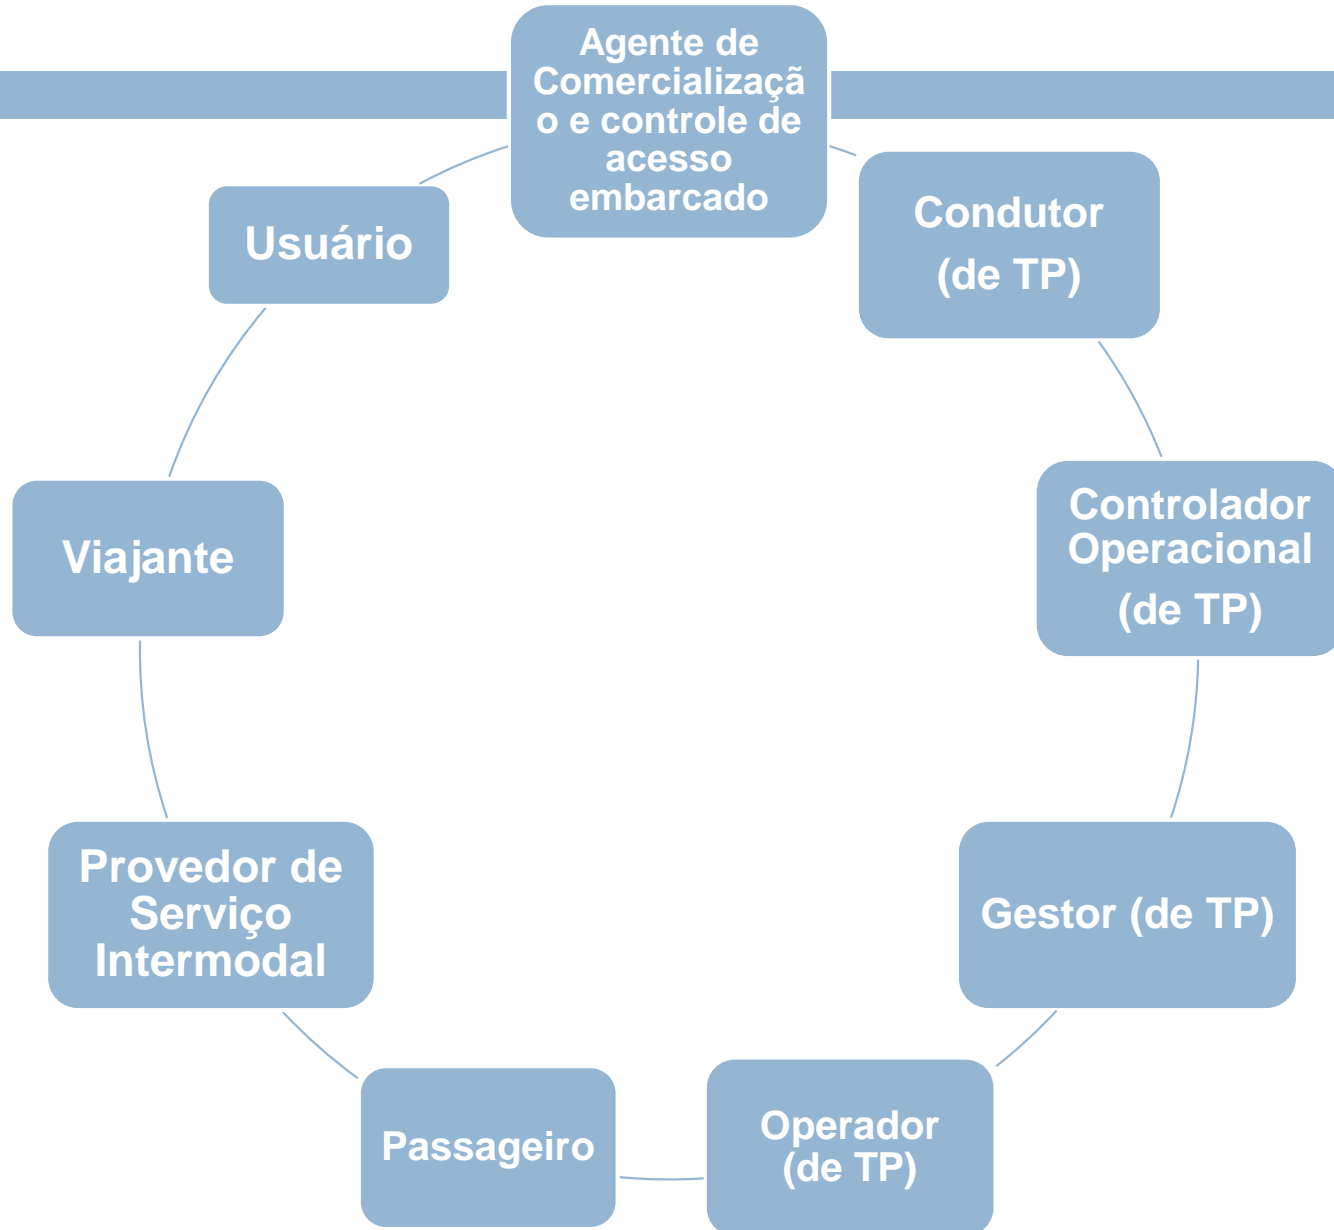 Agente de
Comercializaçã
o e controle de
acesso
embarcado
Condutor
(de TP)
Controlador
Operacional
(de TP)
Gestor (de TP)
Operador
(de TP)
Passageiro
Provedor de
Serviço
Intermodal
Viajante
Usuário